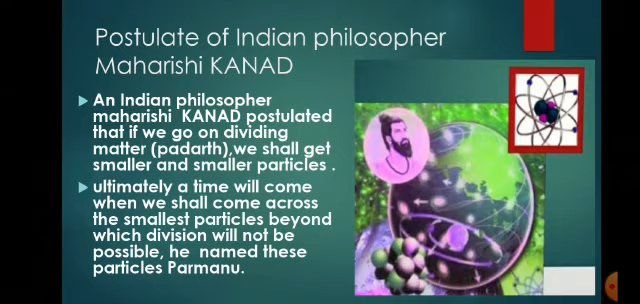 Postulate of Indian philosopher
Maharishi KANAD
An Indian philosopher
maharishi KANAD postulated
that if we go on dividing
matter (padarth),we shall get
smaller and smaller particles .
ultimately a time will come
when we shall come across
the smallest particles beyond
which division will not be
possible, he named these
particles Parmanu.